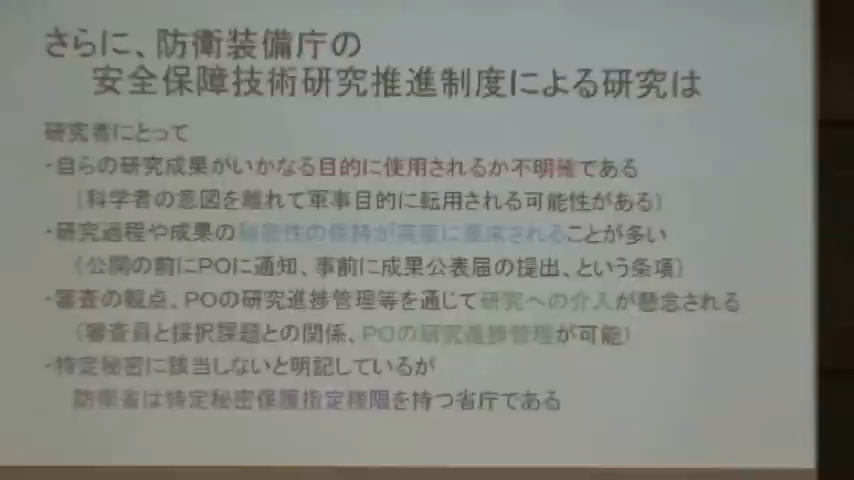 さらに、防衛装備庁の
安全保障技術研究推進制度による研究は
研究者にとって
・自らの研究成果がいかなる目的に使用されるか不明確である
（科学者の意図を離れて軍事目的に転用される可能性がある）
・研究過程や成果の秘密性の保持が高度に要求されることが多い
（公開の前にPOに通知、事前に成果公表届の提出、という条項）
・審査の観点、POの研究進捗管理等を通じて研究への介入が懸念される
（審査員と採択課題との関係、POの研究進捗管理が可能）
・特定秘密に該当しないと明記しているが
防衛省は特定秘密保護指定権限を持つ省庁である